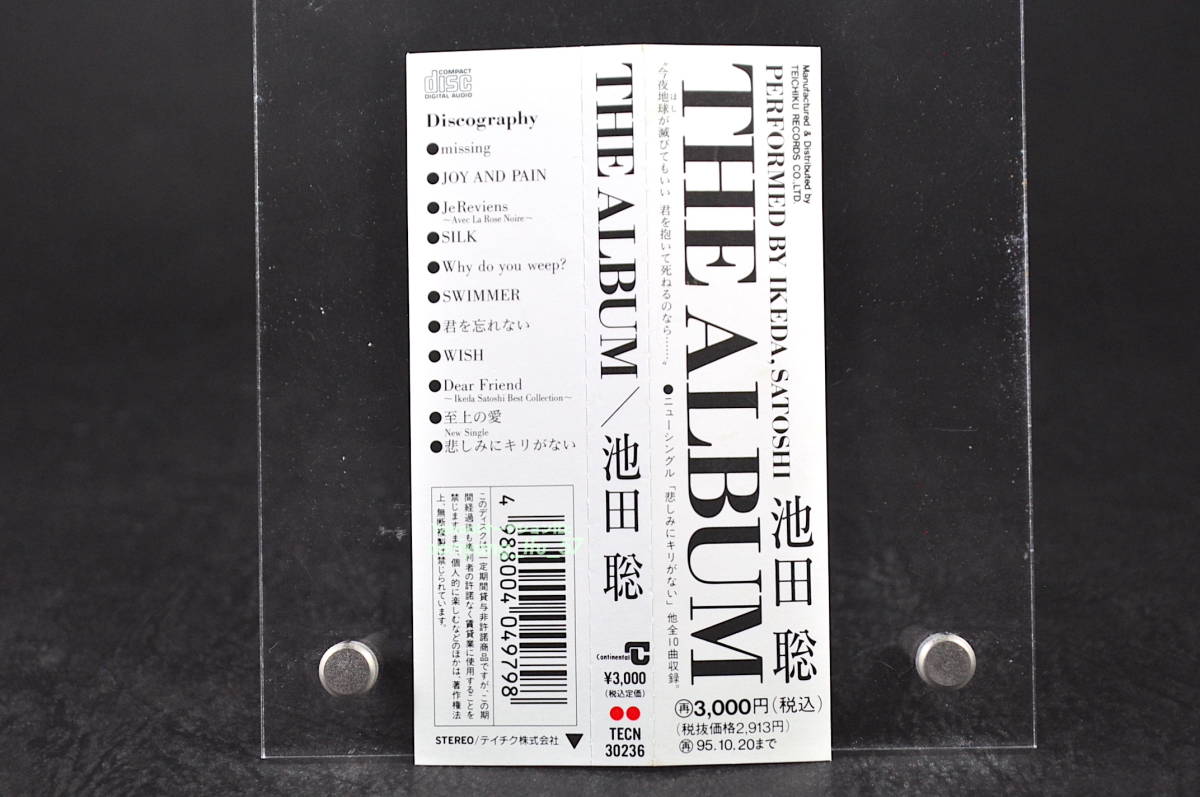 COMPACT
disc
DIGITAL AUDIO
Discography
●missing
●JOY AND PAIN
●JeReviens
～Avec La Rose Noire～
●SILK
●Why do you weep?
●SWIMMER
●君を忘れない
●WISH
●Dear Friend
～Ikeda Satoshi Best Collection～
●至上の愛
New Single
●悲しみにキリがない
このディスクは一定期間貸与非許諾商品ですが、この期
間経過後も権利者の許諾なく賃貸業に使用することを
禁じます。また、個人的に楽しむなどのほかは、著作権法
上、無断複製は禁じられています。
4 988004 049798
STEREO/テイチク株式会社 ▼
THE ALBUM／池田 聡
Continental
¥3,000
(税込定価)
TECN
30236
Manufactured & Distributed by
TEICHIKU RECORDS CO., LTD.
PERFORMED BY IKEDA, SATOSHI 池田 聡
THE ALBUM
ほし
“今夜地球が滅びてもいい 君を抱いて死ねるのなら……”
●ニューシングル「悲しみにキリがない」他全10曲収録。
再3,000円(税込)
(税抜価格2,913円)
再95.10.20まで